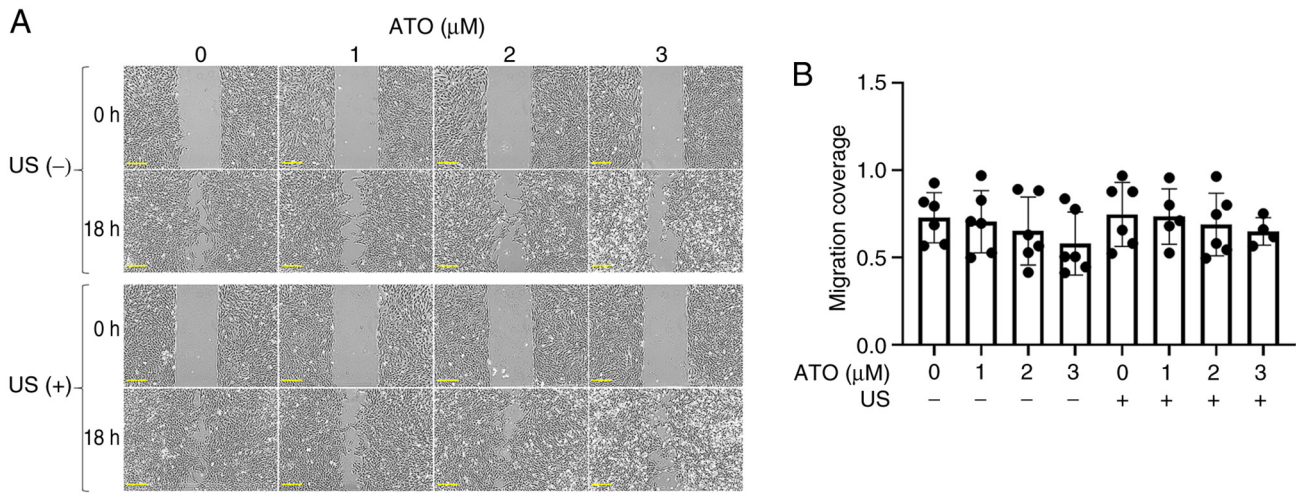 A
ATO (μM)
0 1 2 3
US (−)
0 h
18 h
US (+)
0 h
18 h
B
Migration coverage
1.5
1.0
0.5
0.0
ATO (μM) 0 1 2 3 0 1 2 3
US − − − − + + + +